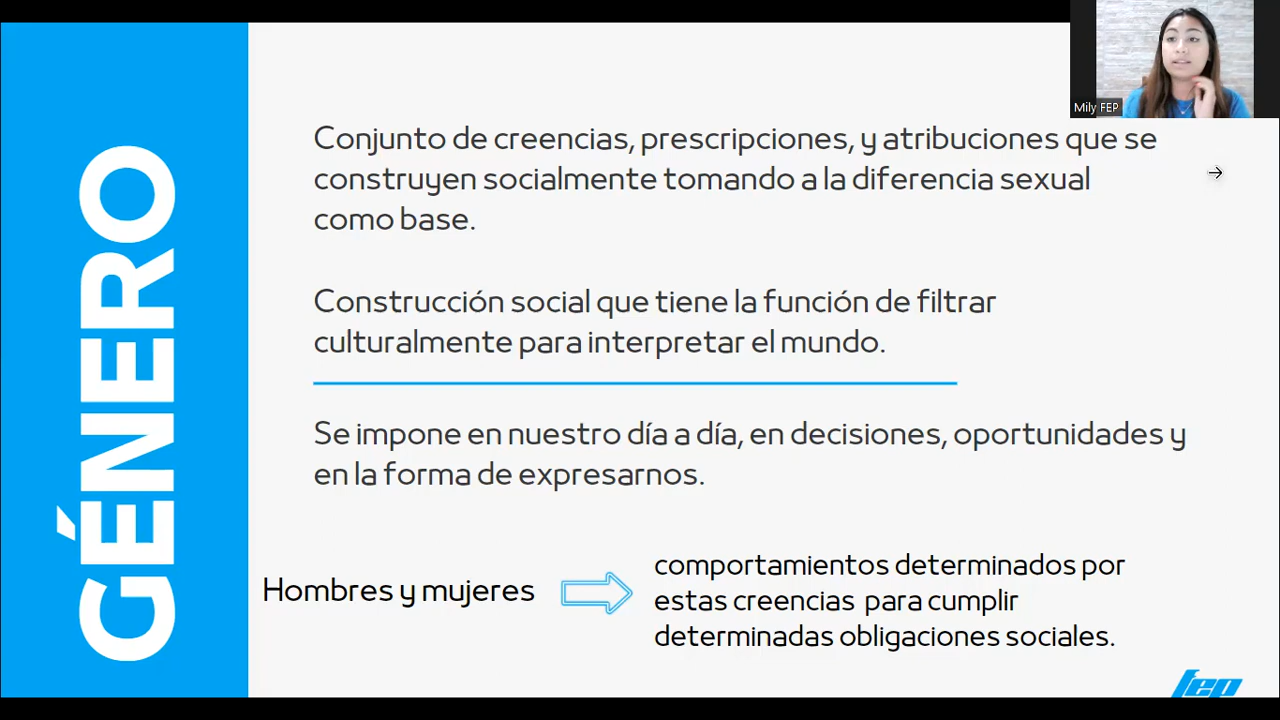 Mily FEP
GÉNERO
Conjunto de creencias, prescripciones, y atribuciones que se
construyen socialmente tomando a la diferencia sexual
como base.
Construcción social que tiene la función de filtrar
culturalmente para interpretar el mundo.
Se impone en nuestro día a día, en decisiones, oportunidades y
en la forma de expresarnos.
Hombres y mujeres
comportamientos determinados por
estas creencias para cumplir
determinadas obligaciones sociales.
fep